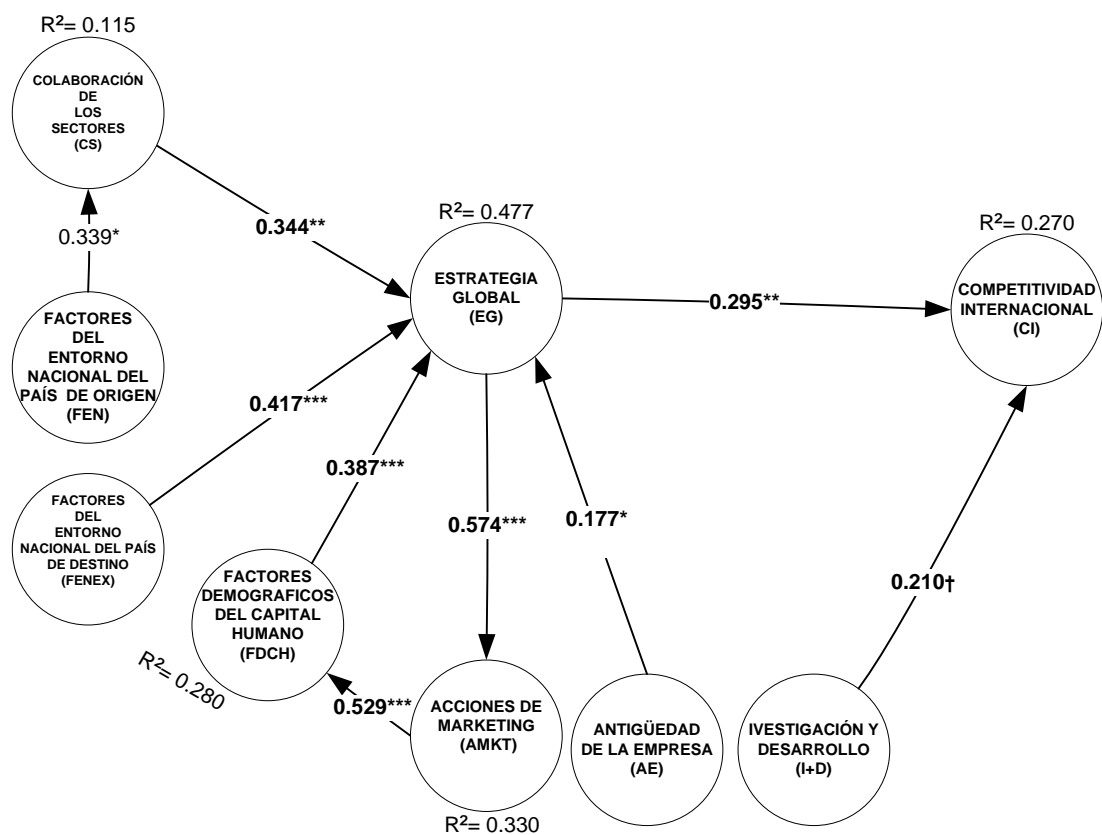 R²= 0.115
COLABORACIÓN
DE
LOS
SECTORES
(CS)
0.339*
0.344**
FACTORES
DEL
ENTORNO
NACIONAL DEL
PAÍS DE ORIGEN
(FEN)
R²= 0.477
ESTRATEGIA
GLOBAL
(EG)
0.295**
R²= 0.270
COMPETITIVIDAD
INTERNACIONAL
(CI)
0.417***
FACTORES
DEL
ENTORNO
NACIONAL DEL PAÍS
DE DESTINO
(FENEX)
0.387***
0.574***
0.177*
0.210†
FACTORES
DEMOGRAFICOS
DEL CAPITAL
HUMANO
(FDCH)
R²= 0.280
0.529***
ACCIONES DE
MARKETING
(AMKT)
R²= 0.330
ANTIGÜEDAD
DE LA EMPRESA
(AE)
IVESTIGACIÓN Y
DESARROLLO
(I+D)